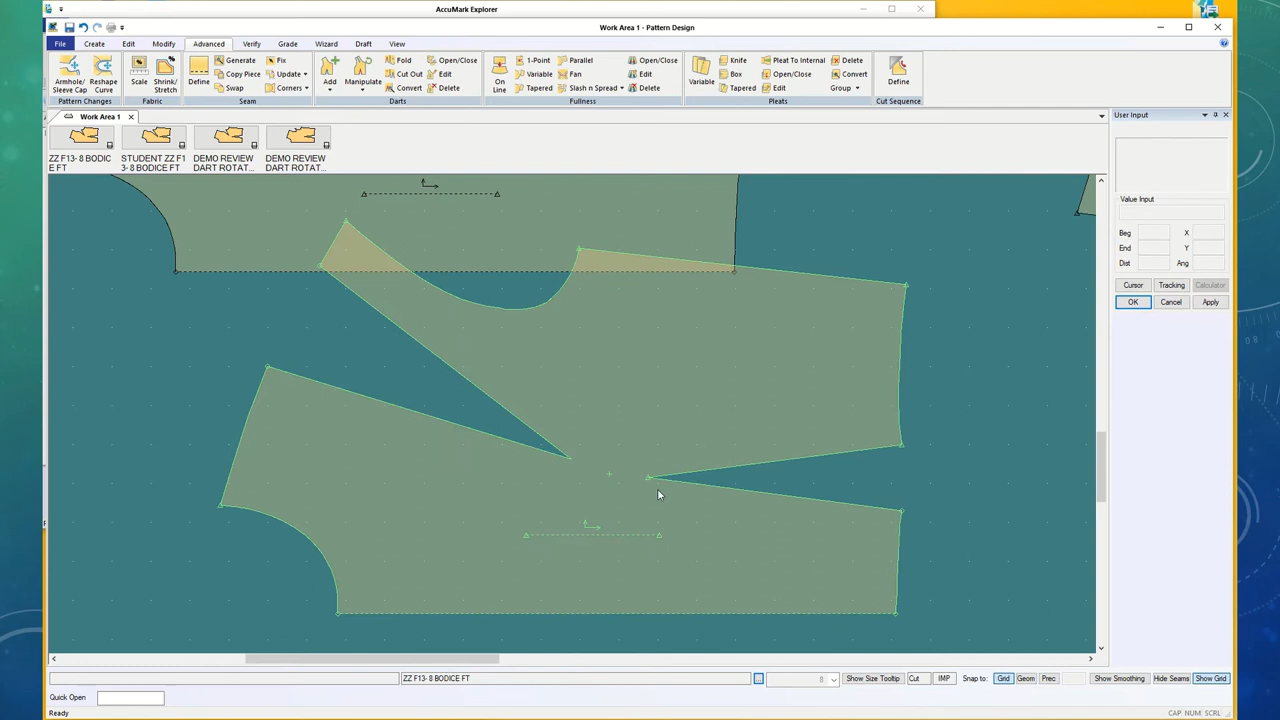 AccuMark Explorer
Work Area 1 - Pattern Design
File Create Edit Modify Advanced Verify Grade Wizard Draft View
Generate Fix Fold Open/Close 1-Point Parallel Open/Close Knife Plait To Internal Delete
Armhole/ Sleeve Cap Reshape Curve Scale Shrink/ Stretch Define Copy Piece Update Add Manipulate Cut Out Edit On Line Variable Fan Edit Variable Box Open/Close Convert Define
Swap Corners Convert Delete Tapered Slash n Spread Delete Tapered Edit Group
Pattern Changes Fabric Seam Darts Fullness Pleats Cut Sequence
Work Area 1
User Input
ZZ F13- 8 BODIC STUDENT ZZ F1 DEMO REVIEW DEMO REVIEW
E FT 3- 8 BODICE FT DART ROTAT... DART ROTAT...
Value Input
Beg X
End Y
Dist Ang
Cursor Tracking Calculator
OK Cancel Apply
ZZ F13- 8 BODICE FT ... 8 Show Size Tooltip Cut IMP Snap to: Grid Geom Prec Show Smoothing Hide Seams Show Grid
Quick Open
Ready CAP NUM SCRL